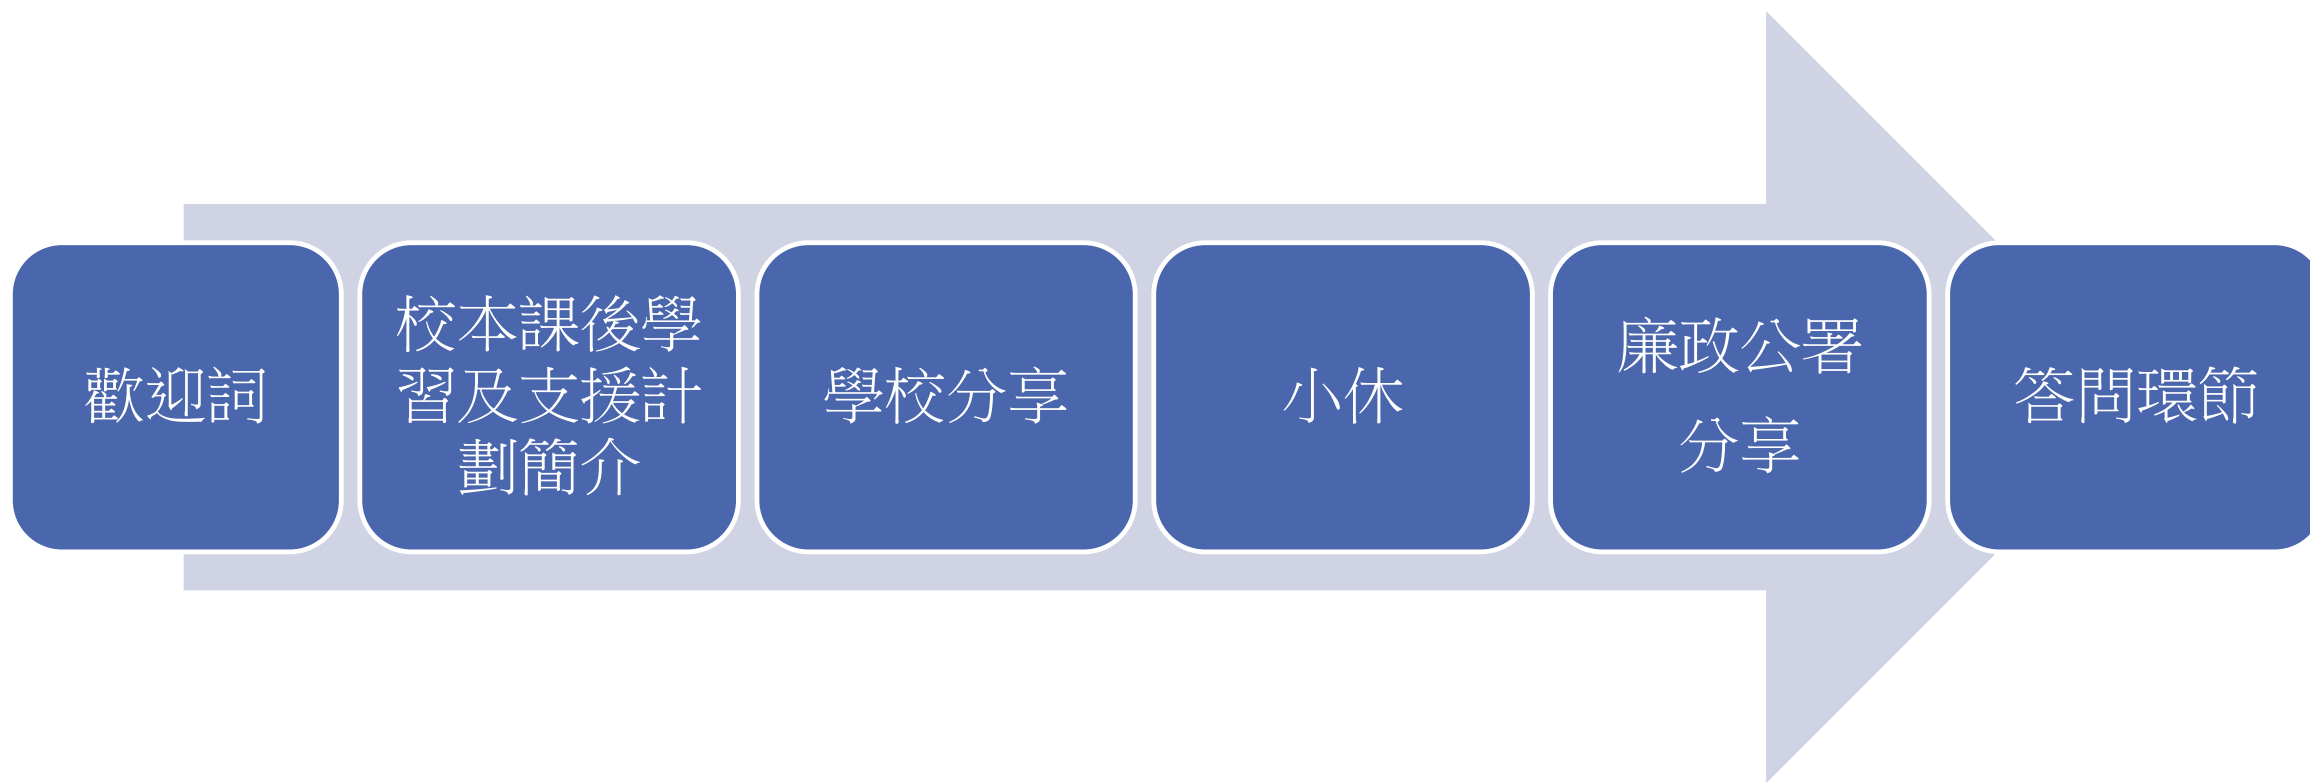 歡迎詞
校本課後學
習及支援計
劃簡介
學校分享
小休
廉政公署
分享
答問環節